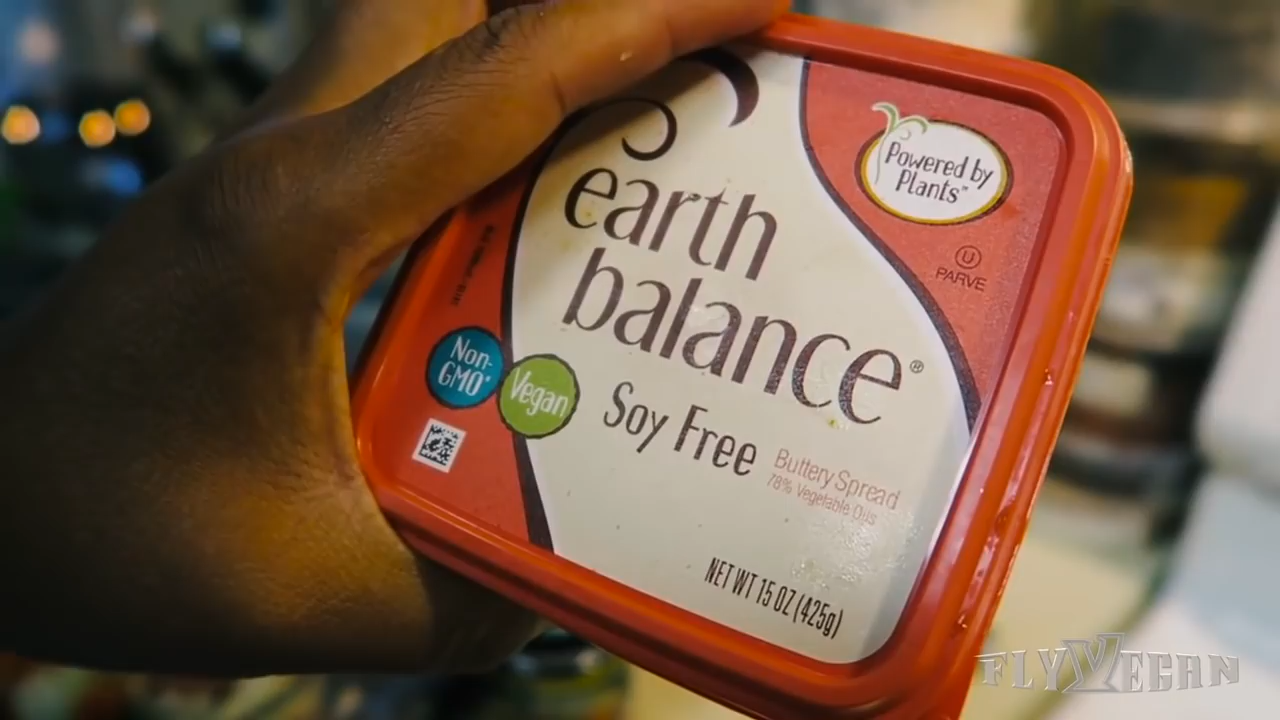 earth
balance®
Powered by
Plants™
U
PARVE
Non-
GMO*
Vegan
Soy Free
Buttery Spread
78% Vegetable Oils
NET WT 15 OZ (425g)
FLYVEGAN